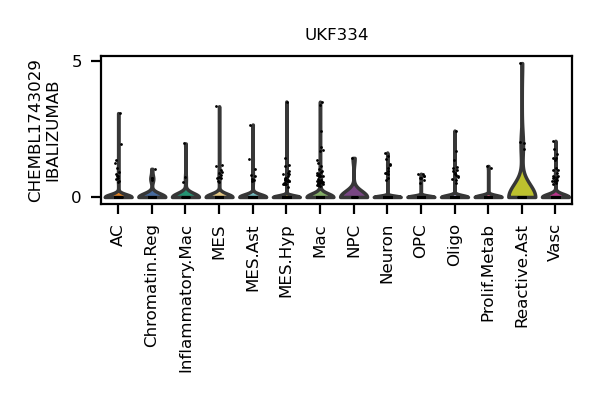 UKF334
CHEMBL1743029
IBALIZUMAB
5
0
AC
Chromatin.Reg
Inflammatory.Mac
MES
MES.Ast
MES.Hyp
Mac
NPC
Neuron
OPC
Oligo
Prolif.Metab
Reactive.Ast
Vasc